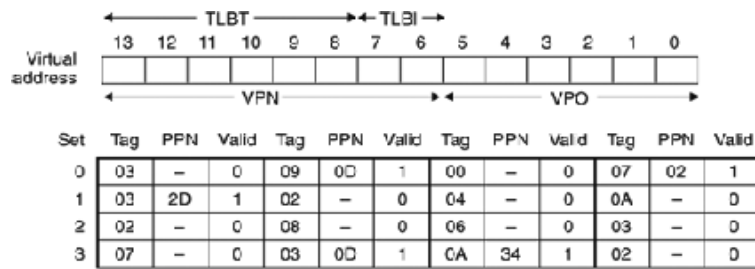 TLBT TLBI
13 12 11 10 9 8 7 6 5 4 3 2 1 0
Virtual
address
VPN VPO
Set Tag PPN Valid Tag PPN Valid Tag PPN Valid Tag PPN Valid
0 03 – 0 09 0D 1 00 – 0 07 02 1
1 03 2D 1 02 – 0 04 – 0 0A – 0
2 02 – 0 08 – 0 06 – 0 03 – 0
3 07 – 0 03 0D 1 0A 34 1 02 – 0